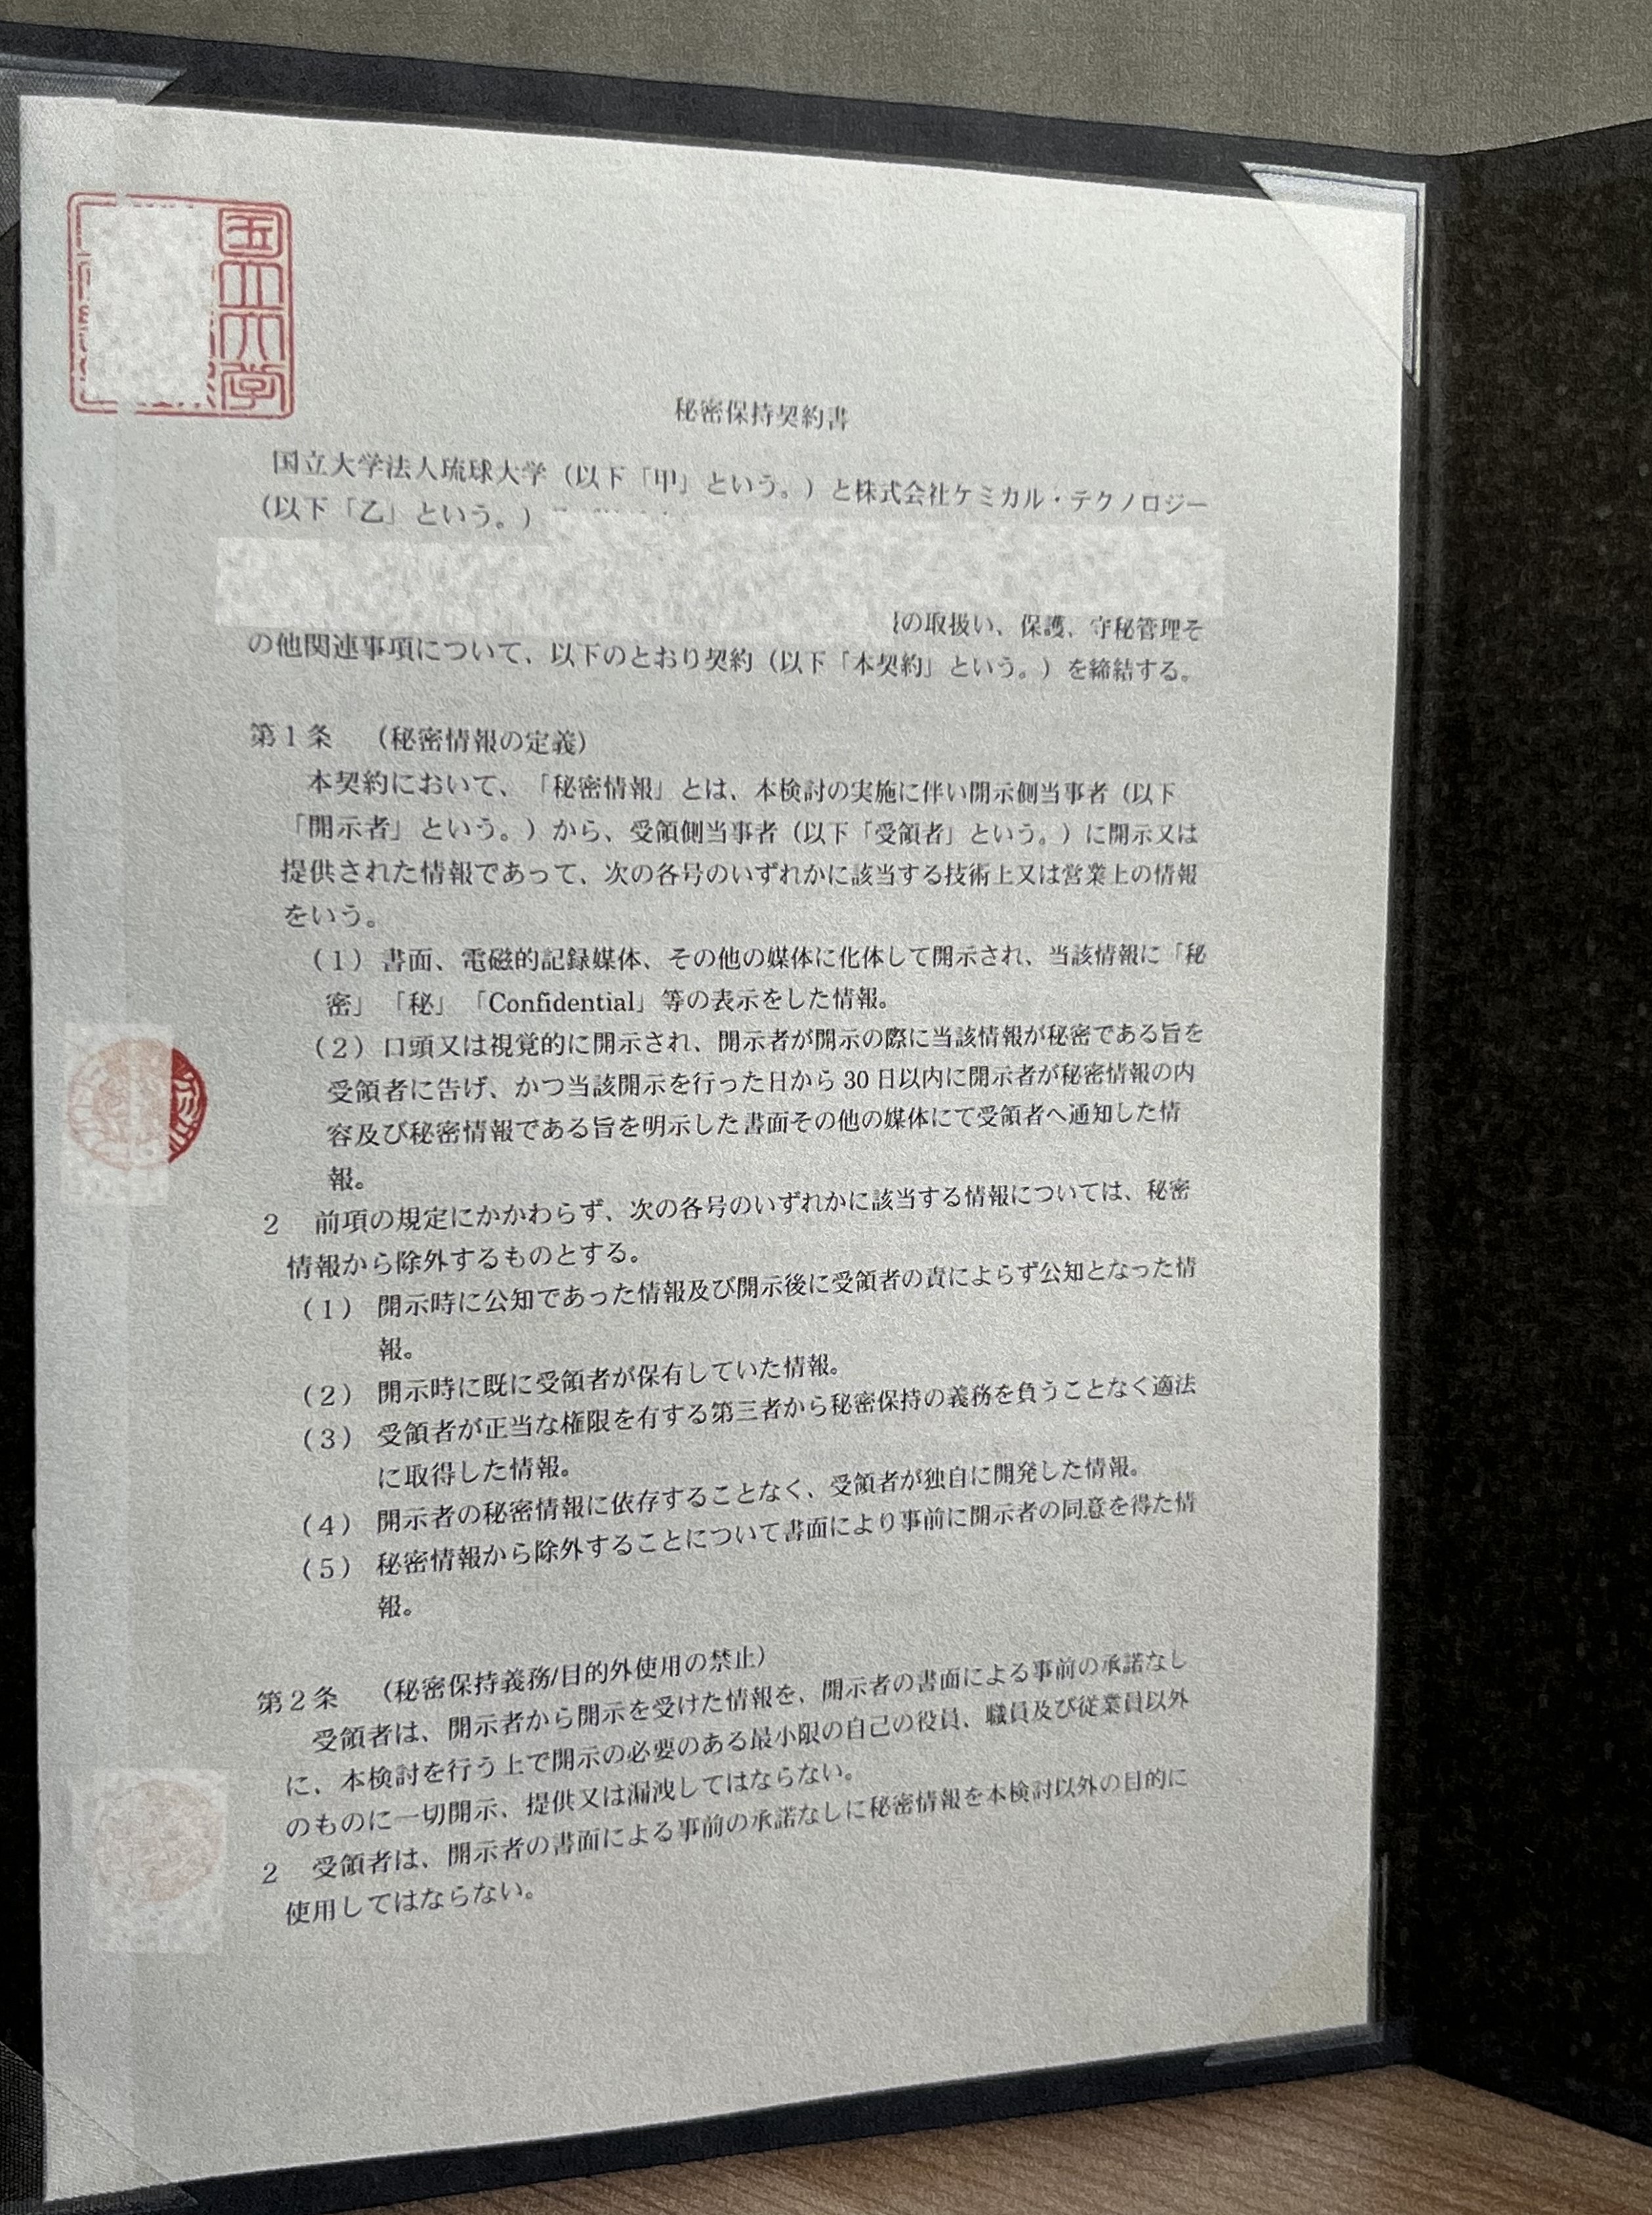 国立大学
秘密保持契約書
国立大学法人琉球大学（以下「甲」という。）と株式会社ケミカル・テクノロジー
（以下「乙」という。）
の取扱い、保護、守秘管理そ
の他関連事項について、以下のとおり契約（以下「本契約」という。）を締結する。
第１条　（秘密情報の定義）
本契約において、「秘密情報」とは、本検討の実施に伴い開示側当事者（以下
「開示者」という。）から、受領側当事者（以下「受領者」という。）に開示又は
提供された情報であって、次の各号のいずれかに該当する技術上又は営業上の情報
をいう。
（１）書面、電磁的記録媒体、その他の媒体に化体して開示され、当該情報に「秘
密」「秘」「Confidential」等の表示をした情報。
（２）口頭又は視覚的に開示され、開示者が開示の際に当該情報が秘密である旨を
受領者に告げ、かつ当該開示を行った日から 30 日以内に開示者が秘密情報の内
容及び秘密情報である旨を明示した書面その他の媒体にて受領者へ通知した情
報。
２　前項の規定にかかわらず、次の各号のいずれかに該当する情報については、秘密
情報から除外するものとする。
（１）開示時に公知であった情報及び開示後に受領者の責によらず公知となった情
報。
（２）開示時に既に受領者が保有していた情報。
（３）受領者が正当な権限を有する第三者から秘密保持の義務を負うことなく適法
に取得した情報。
（４）開示者の秘密情報に依存することなく、受領者が独自に開発した情報。
（５）秘密情報から除外することについて書面により事前に開示者の同意を得た情
報。
第２条　（秘密保持義務/目的外使用の禁止）
受領者は、開示者から開示を受けた情報を、開示者の書面による事前の承諾なし
に、本検討を行う上で開示の必要のある最小限の自己の役員、職員及び従業員以外
のものに一切開示、提供又は漏洩してはならない。
２　受領者は、開示者の書面による事前の承諾なしに秘密情報を本検討以外の目的に
使用してはならない。